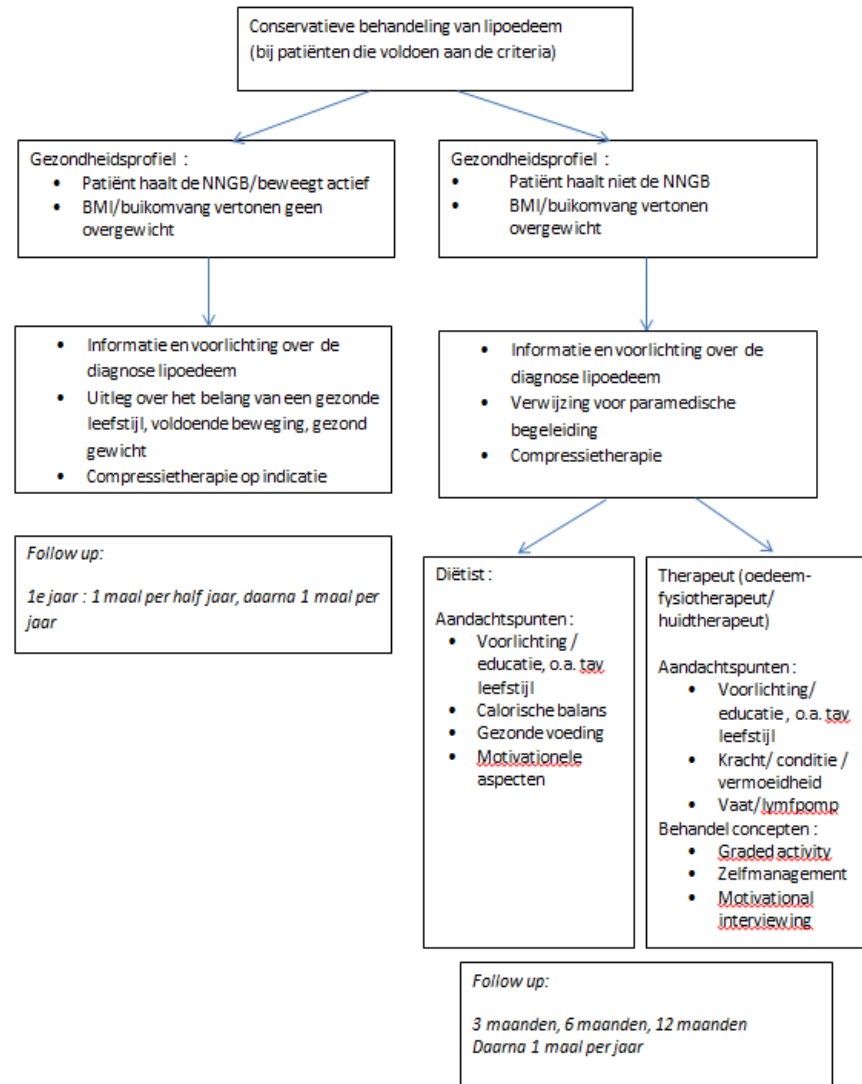 Conservatieve behandeling van lipoedeem
(bij patiënten die voldoen aan de criteria)
Gezondheidsprofiel :
• Patiënt haalt de NNGB/beweegt actief
• BMI/buikomvang vertonen geen
overgewicht
Gezondheidsprofiel :
• Patiënt haalt niet de NNGB
• BMI/buikomvang vertonen
overgewicht
• Informatie en voorlichting over de
diagnose lipoedeem
• Uitleg over het belang van een gezonde
leefstijl, voldoende beweging, gezond
gewicht
• Compressietherapie op indicatie
• Informatie en voorlichting over de
diagnose lipoedeem
• Verwijzing voor paramedische
begeleiding
• Compressietherapie
Follow up:
1e jaar : 1 maal per half jaar, daarna 1 maal per
jaar
Diëtist :
Aandachtspunten :
• Voorlichting /
educatie, o.a. tav
leefstijl
• Calorische balans
• Gezonde voeding
• Motivationele
aspecten
Therapeut (oedeem-
fysiotherapeut/
huidtherapeut)
Aandachtspunten :
• Voorlichting/
educatie , o.a. tav
leefstijl
• Kracht/ conditie /
vermoeidheid
• Vaat/lymfpomp
Behandel concepten :
• Graded activity
• Zelfmanagement
• Motivational
interviewing
Follow up:
3 maanden, 6 maanden, 12 maanden
Daarna 1 maal per jaar